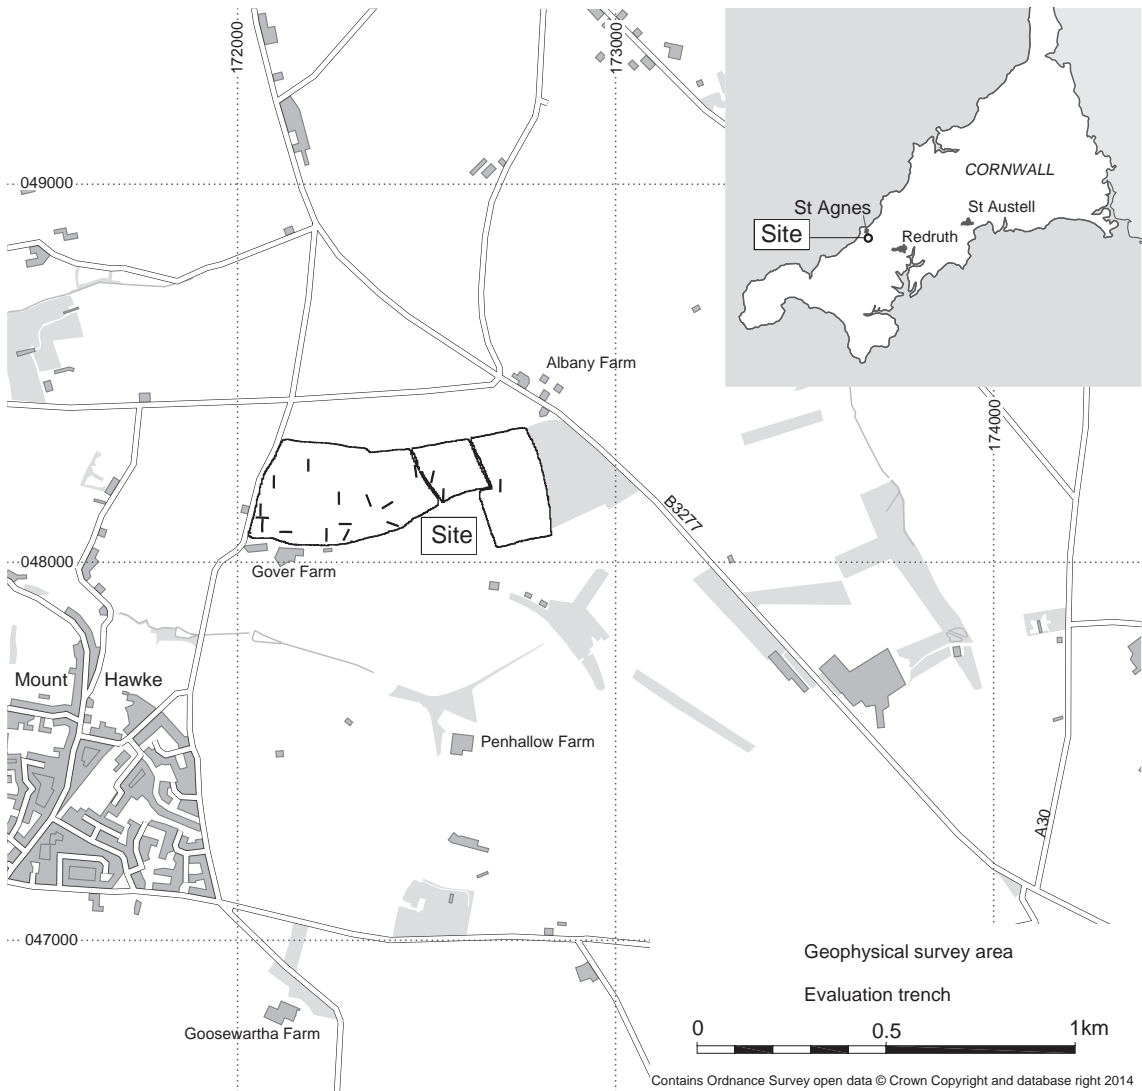 172000
173000
049000
CORNWALL
St Agnes
St Austell
Site
Redruth
Albany Farm
174000
B3277
Site
048000
Gover Farm
Mount Hawke
Penhallow Farm
A30
047000
Geophysical survey area
Evaluation trench
Goosewartha Farm
0 0.5 1km
Contains Ordnance Survey open data © Crown Copyright and database right 2014